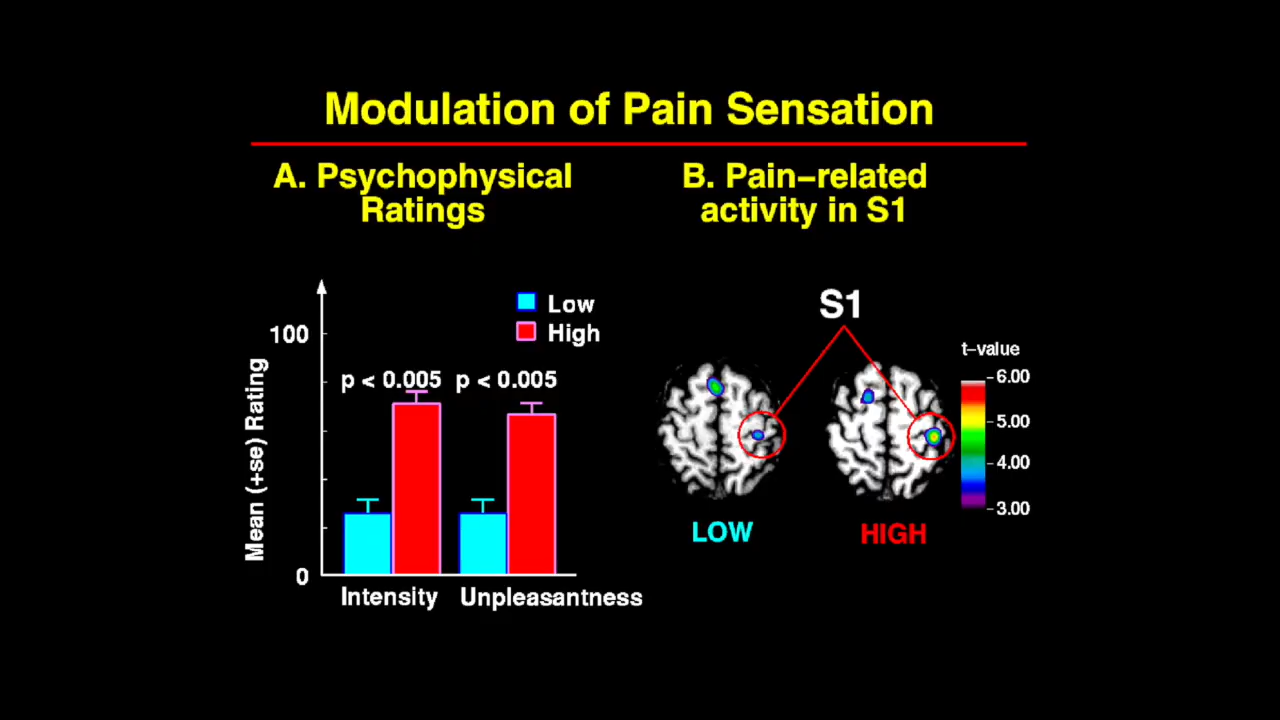 Modulation of Pain Sensation
A. Psychophysical
Ratings
Mean (+se) Rating
100
0
Low
High
p < 0.005 p < 0.005
Intensity Unpleasantness
B. Pain–related
activity in S1
S1
LOW
HIGH
t–value
6.00
5.00
4.00
3.00